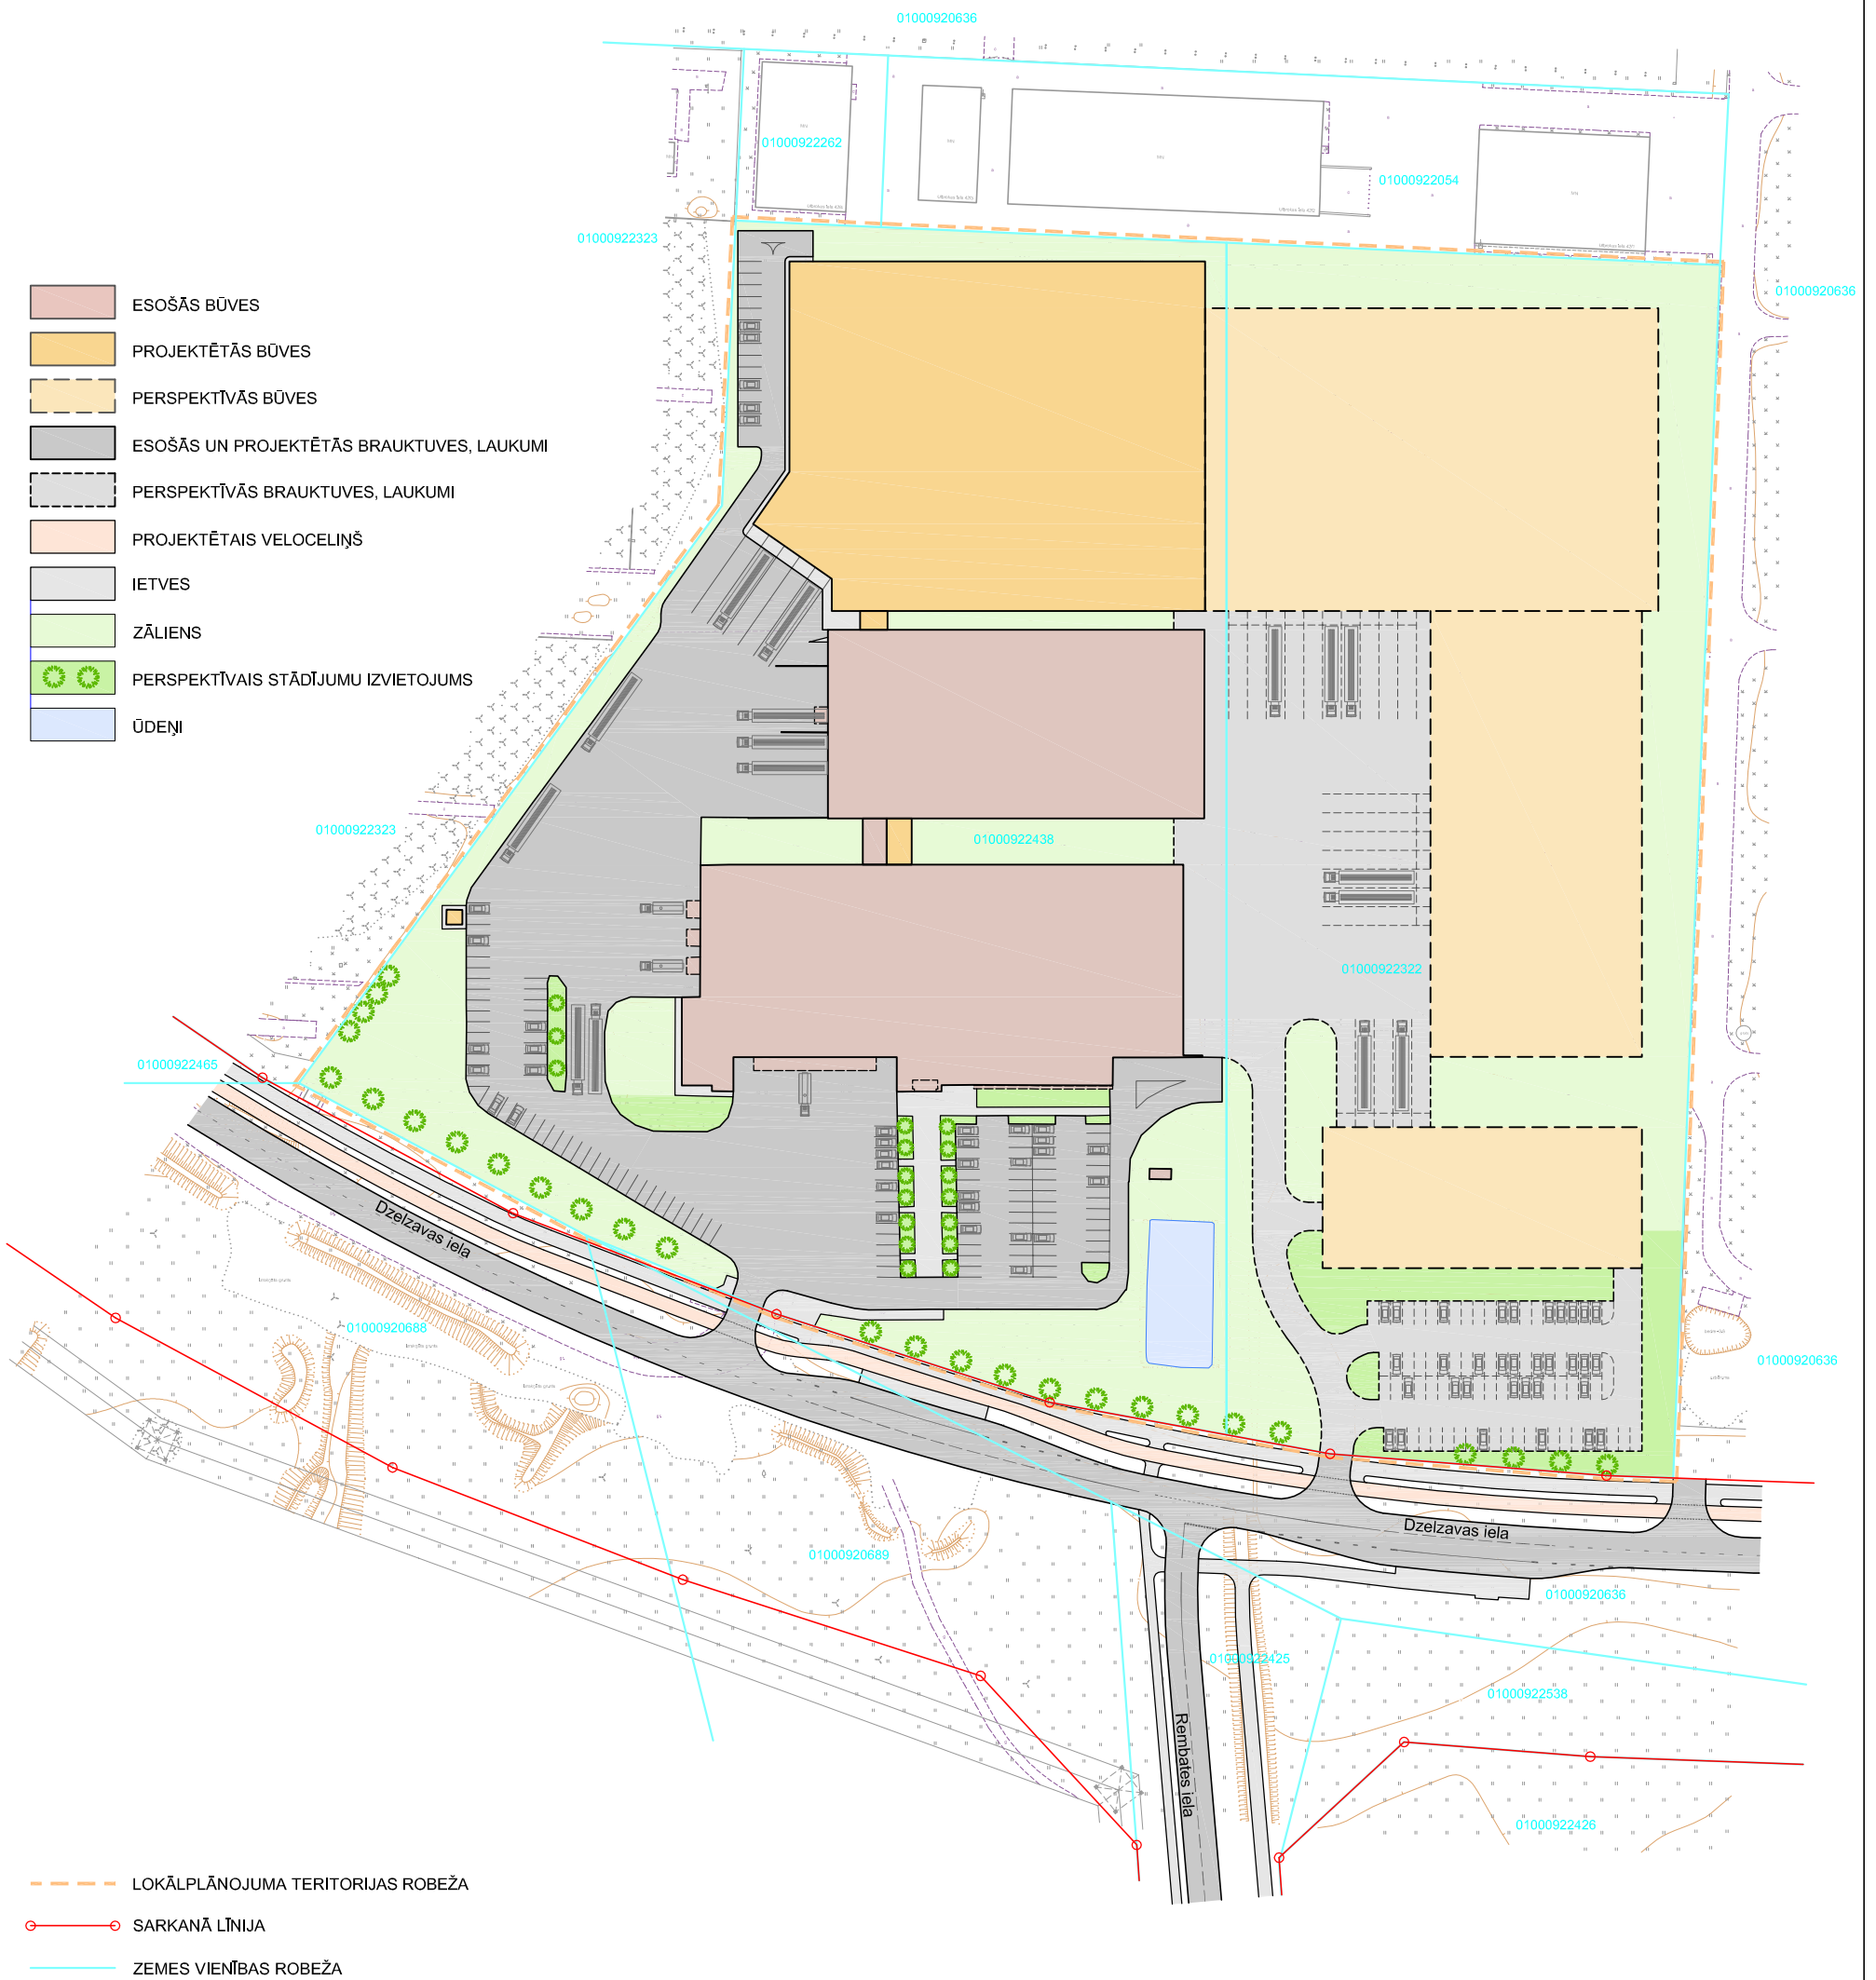 01000920636
01000922262
01000922054
01000922323
01000920636
ESOŠĀS BŪVES
PROJEKTĒTĀS BŪVES
PERSPEKTĪVĀS BŪVES
ESOŠĀS UN PROJEKTĒTĀS BRAUKTUVES, LAUKUMI
PERSPEKTĪVĀS BRAUKTUVES, LAUKUMI
PROJEKTĒTAIS VELOCELIŅŠ
IETVES
ZĀLIENS
PERSPEKTĪVAIS STĀDĪJUMU IZVIETOJUMS
ŪDEŅI
01000922323
01000922438
01000922322
01000922465
Dzelzavas iela
01000920688
01000920636
Dzelzavas iela
01000920689
01000920636
01000922425
01000922538
Rembates iela
01000922426
LOKĀLPLĀNOJUMA TERITORIJAS ROBEŽA
SARKANĀ LĪNIJA
ZEMES VIENĪBAS ROBEŽA